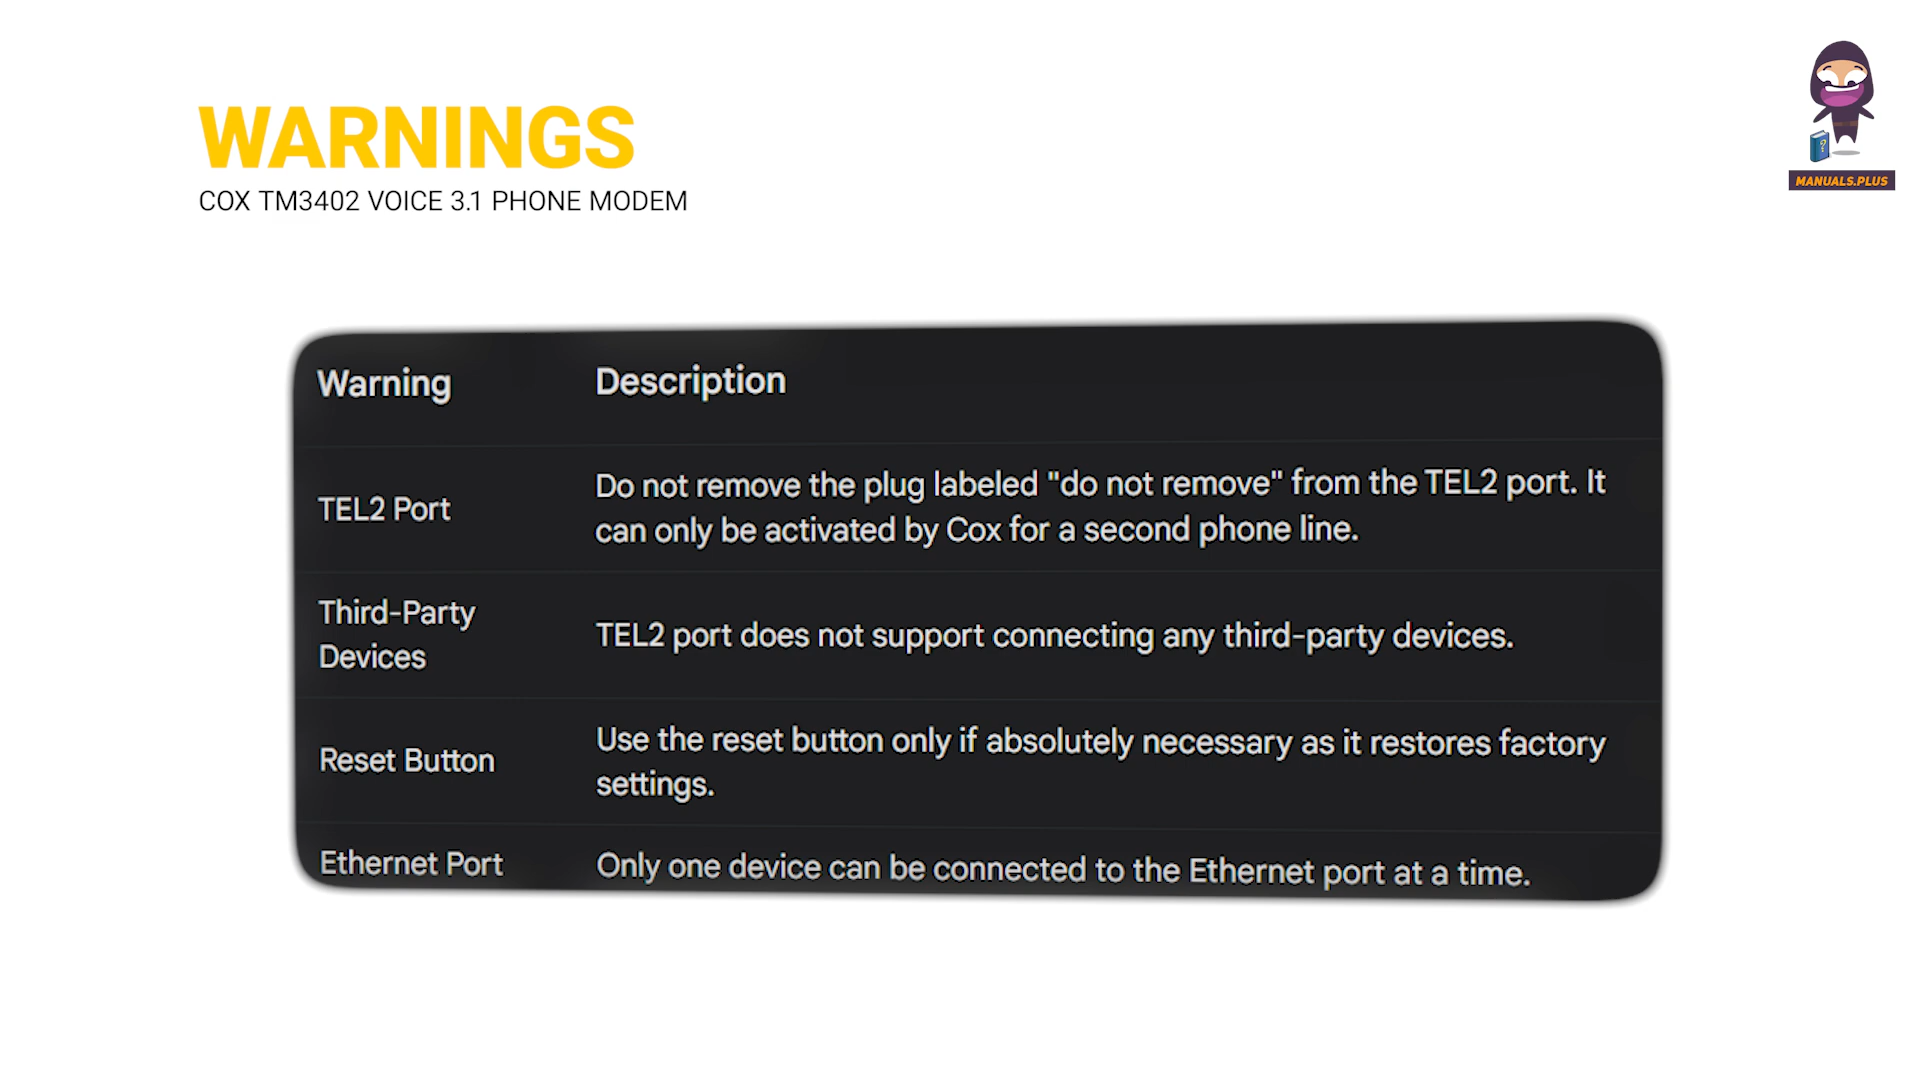 WARNINGS
COX TM3402 VOICE 3.1 PHONE MODEM
MANUALS.PLUS
Warning Description
TEL2 Port
Do not remove the plug labeled "do not remove" from the TEL2 port. It
can only be activated by Cox for a second phone line.
Third-Party
Devices
TEL2 port does not support connecting any third-party devices.
Reset Button
Use the reset button only if absolutely necessary as it restores factory
settings.
Ethernet Port
Only one device can be connected to the Ethernet port at a time.